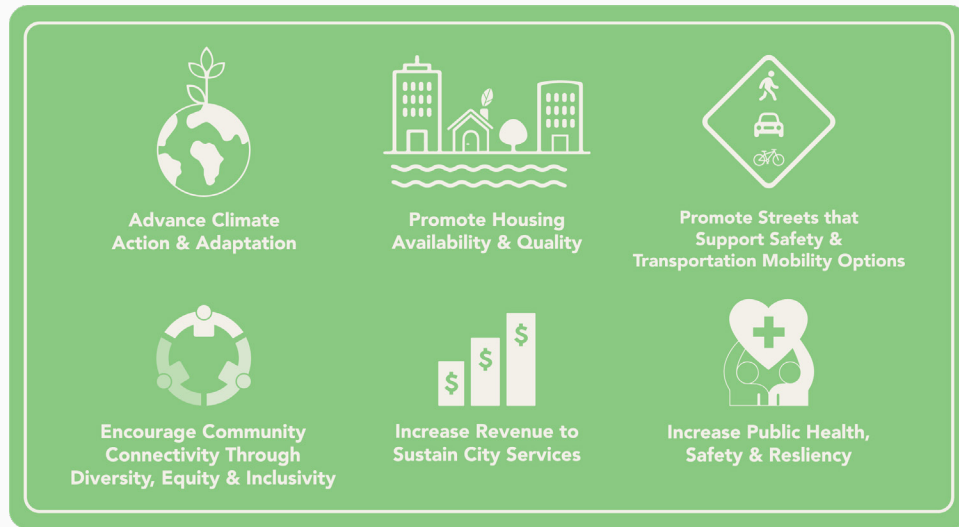 Advance Climate
Action & Adaptation
Promote Housing
Availability & Quality
Promote Streets that
Support Safety &
Transportation Mobility Options
Encourage Community
Connectivity Through
Diversity, Equity & Inclusivity
$ $ $
Increase Revenue to
Sustain City Services
Increase Public Health,
Safety & Resliency